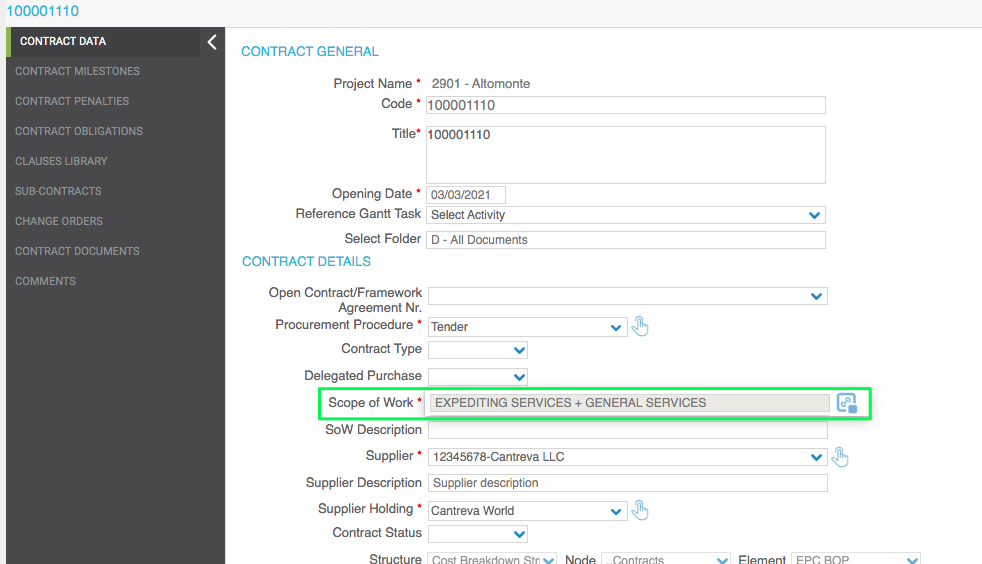 100001110
CONTRACT DATA
CONTRACT MILESTONES
CONTRACT PENALTIES
CONTRACT OBLIGATIONS
CLAUSES LIBRARY
SUB-CONTRACTS
CHANGE ORDERS
CONTRACT DOCUMENTS
COMMENTS
CONTRACT GENERAL
Project Name * 2901 - Altomonte
Code * 100001110
Title* 100001110
Opening Date * 03/03/2021
Reference Gantt Task Select Activity
Select Folder D - All Documents
CONTRACT DETAILS
Open Contract/Framework
Agreement Nr.
Procurement Procedure * Tender
Contract Type
Delegated Purchase
Scope of Work * EXPEDITING SERVICES + GENERAL SERVICES
SoW Description
Supplier * 12345678-Cantreva LLC
Supplier Description Supplier description
Supplier Holding * Cantreva World
Contract Status
Structure Cost Breakdown Str Node ..Contracts Element EPC BOP